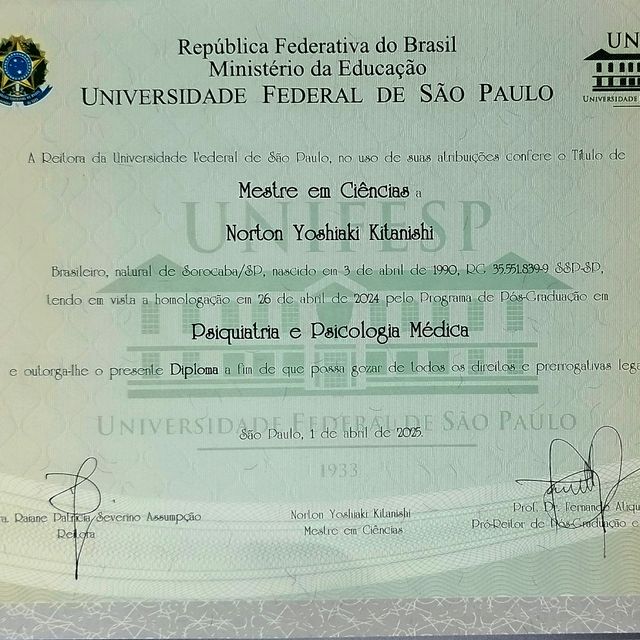 República Federativa do Brasil
Ministério da Educação
UNIVERSIDADE FEDERAL DE SÃO PAULO
UN
UNIVERSIDADE
A Reitora da Universidade Federal de São Paulo, no uso de suas atribuições confere o Título de
Mestre em Ciências a
UNIFESP
Norton Yoshiaki Kitanishi
Brasileiro, natural de Sorocaba/SP, nascido em 3 de abril de 1990, RG 35.551.839-9 SSP-SP,
tendo em vista a homologação em 26 de abril de 2024 pelo Programa de Pós-Graduação em
Psiquiatria e Psicologia Médica
e outorga-lhe o presente Diploma a fim de que possa gozar de todos os direitos e prerrogativas lega
UNIVERSIDADE FEDERAL DE SÃO PAULO
São Paulo, 1 de abril de 2025.
1933
ra. Raiane Patrícia Severino Assumpção
Reitora
Norton Yoshiaki Kitanishi
Mestre em Ciências
Prof. Dr. Fernando Atiqu
Pró-Reitor de Pós-Graduação e